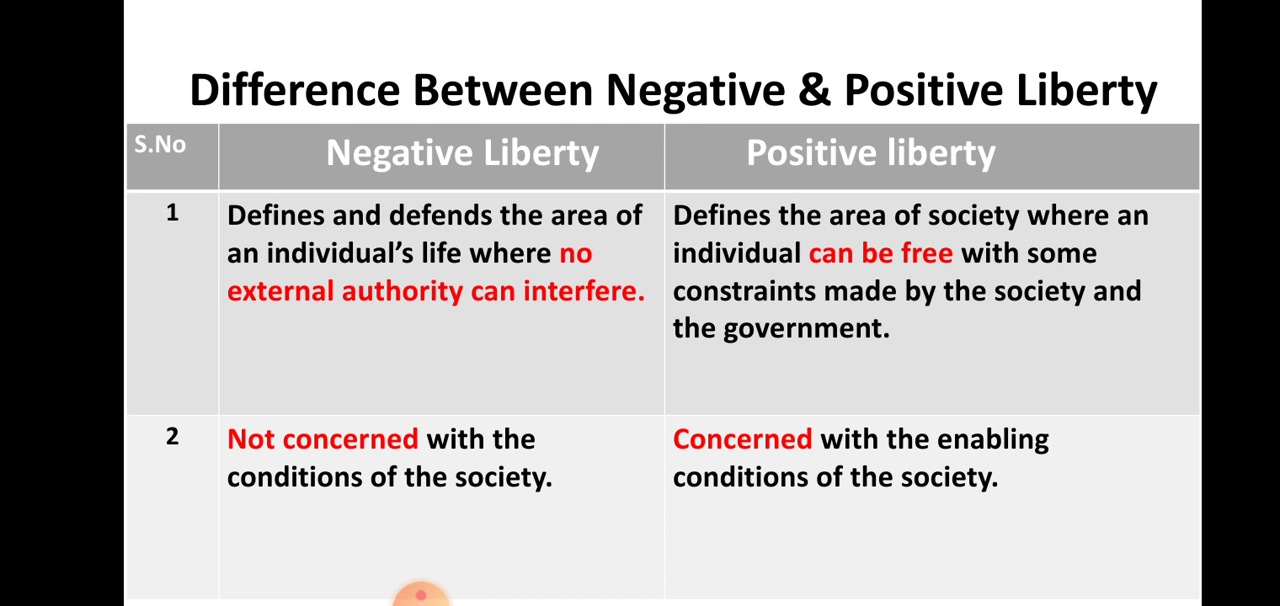 Difference Between Negative & Positive Liberty
S.No
Negative Liberty
Positive liberty
1
Defines and defends the area of
an individual’s life where no
external authority can interfere.
Defines the area of society where an
individual can be free with some
constraints made by the society and
the government.
2
Not concerned with the
conditions of the society.
Concerned with the enabling
conditions of the society.